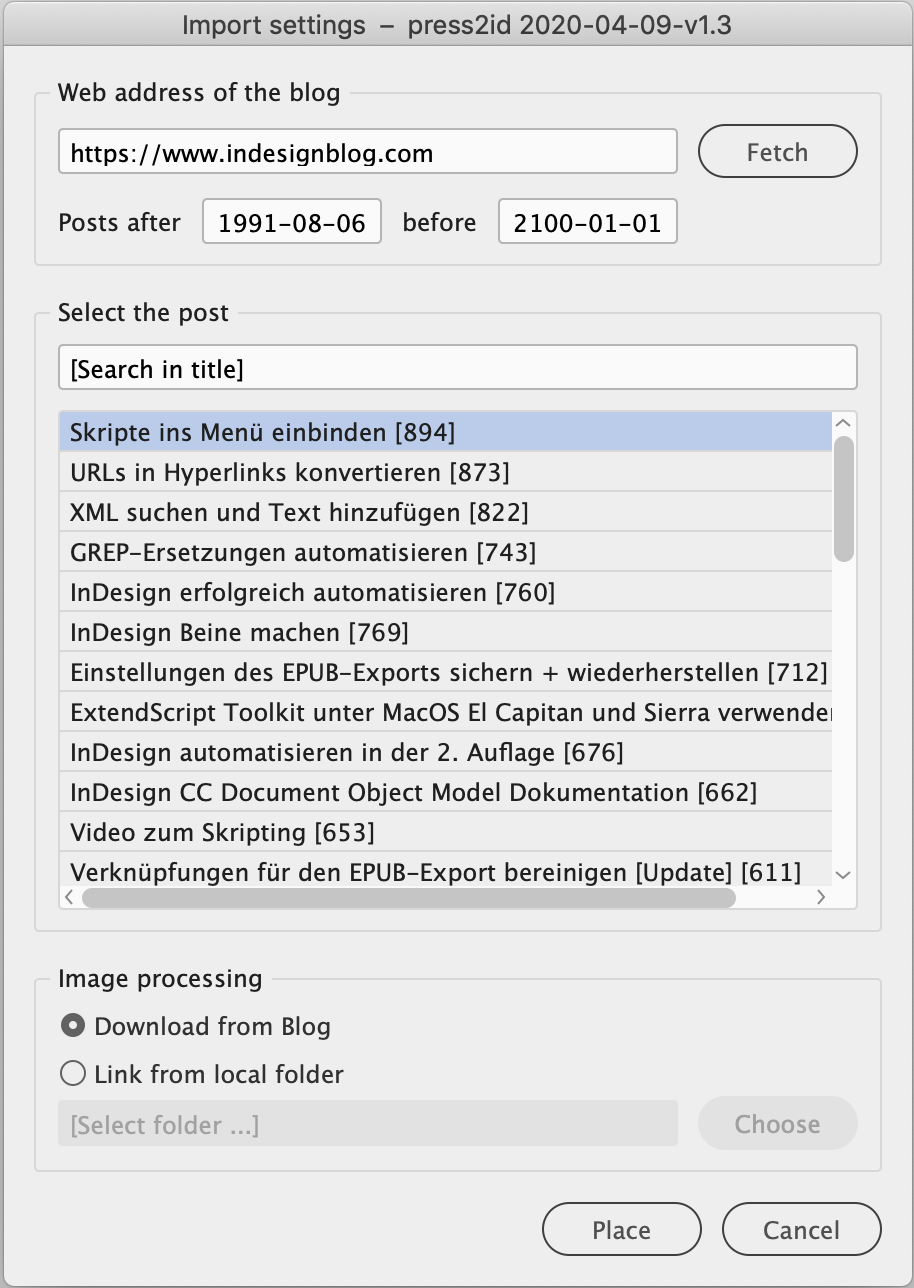 Import settings – press2id 2020-04-09-v1.3
Web address of the blog
https://www.indesignblog.com Fetch
Posts after 1991-08-06 before 2100-01-01
Select the post
[Search in title]
Skripte ins Menü einbinden [894]
URLs in Hyperlinks konvertieren [873]
XML suchen und Text hinzufügen [822]
GREP-Ersetzungen automatisieren [743]
InDesign erfolgreich automatisieren [760]
InDesign Beine machen [769]
Einstellungen des EPUB-Exports sichern + wiederherstellen [712]
ExtendScript Toolkit unter MacOS El Capitan und Sierra verwenden
InDesign automatisieren in der 2. Auflage [676]
InDesign CC Document Object Model Dokumentation [662]
Video zum Skripting [653]
Verknüpfungen für den EPUB-Export bereinigen [Update] [611]
Image processing
Download from Blog
Link from local folder
[Select folder ...] Choose
Place Cancel